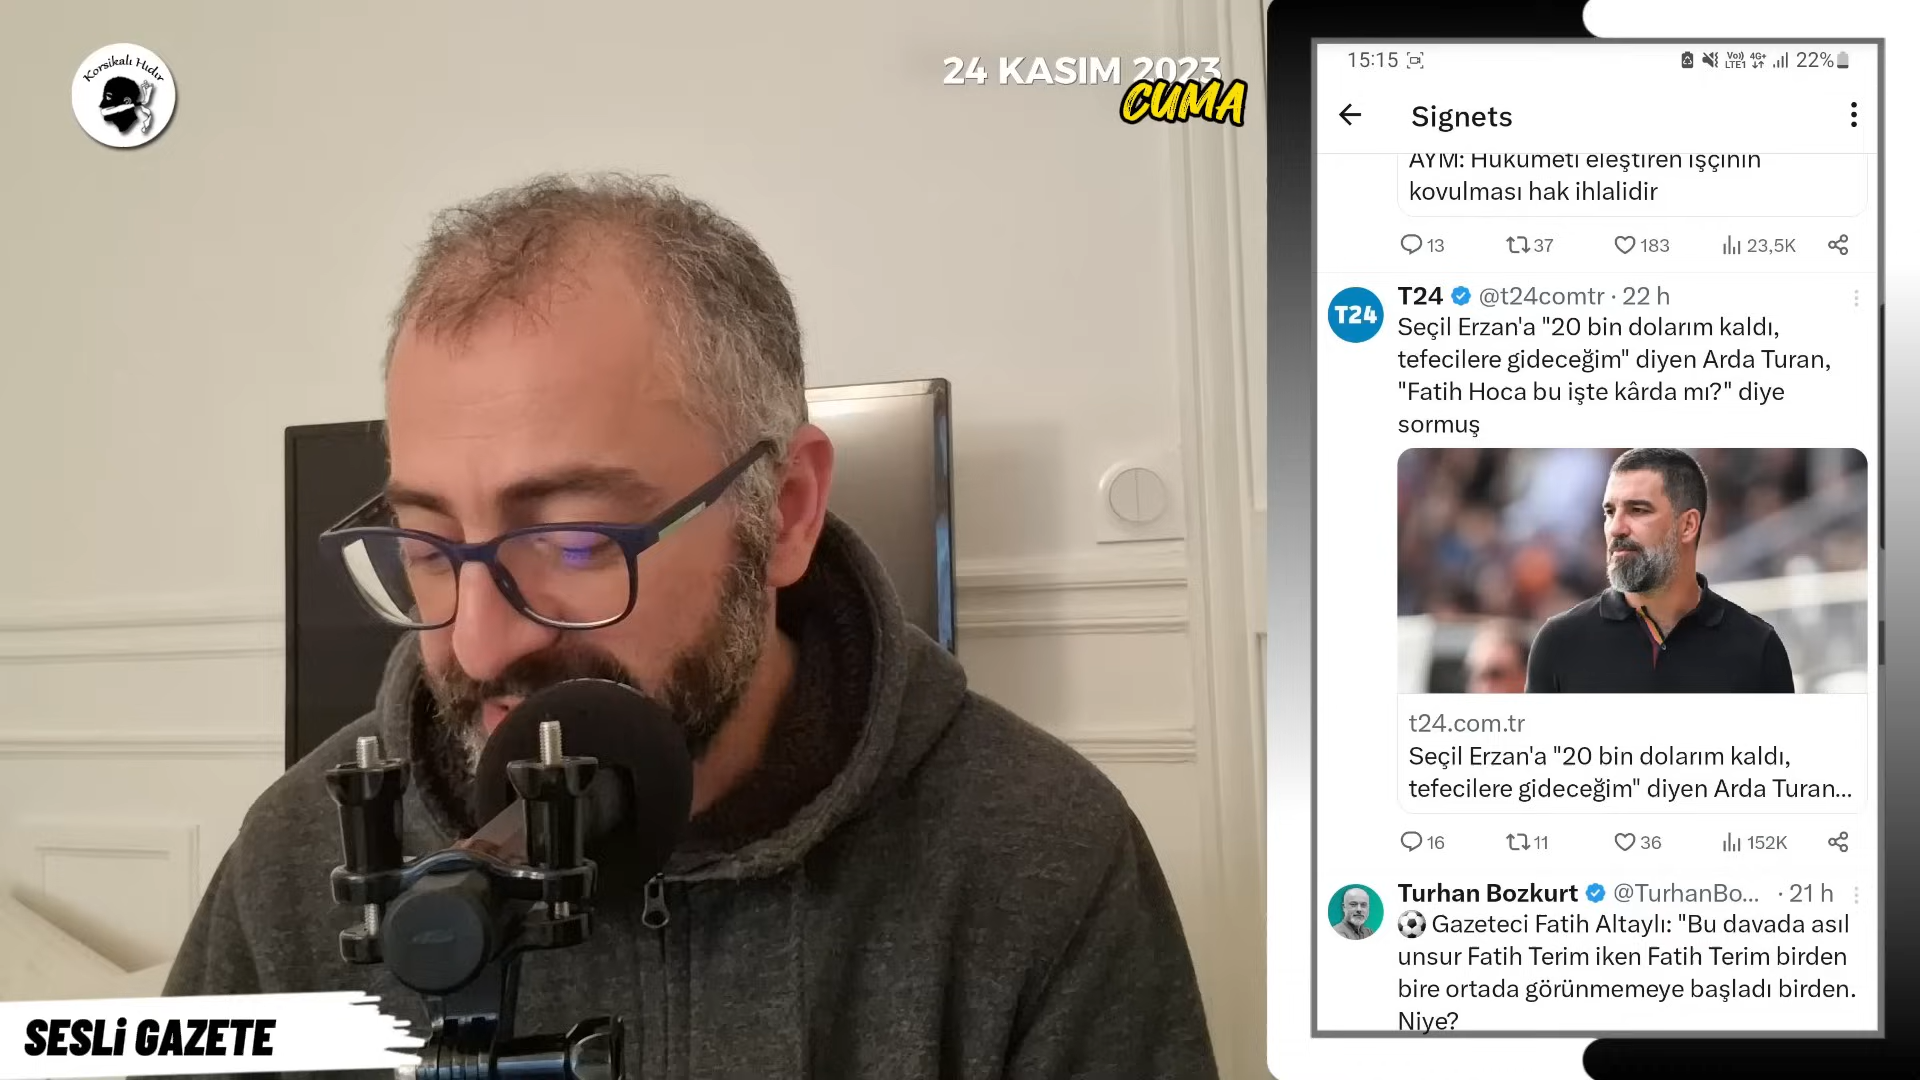 Korsikalı Hıdır
24 KASIM 2023
CUMA
SESLİ GAZETE
15:15
Vo))
LTE1
4G+
22%
Signets
AYM: Hükümeti eleştiren işçinin
kovulması hak ihlalidir
13 37 183 23,5K
T24 @t24comtr · 22 h
T24
Seçil Erzan'a "20 bin dolarım kaldı,
tefecilere gideceğim" diyen Arda Turan,
"Fatih Hoca bu işte kârda mı?" diye
sormuş
t24.com.tr
Seçil Erzan'a "20 bin dolarım kaldı,
tefecilere gideceğim" diyen Arda Turan...
16 11 36 152K
Turhan Bozkurt @TurhanBo... · 21 h
Gazeteci Fatih Altaylı: "Bu davada asıl
unsur Fatih Terim iken Fatih Terim birden
bire ortada görünmemeye başladı birden.
Niye?